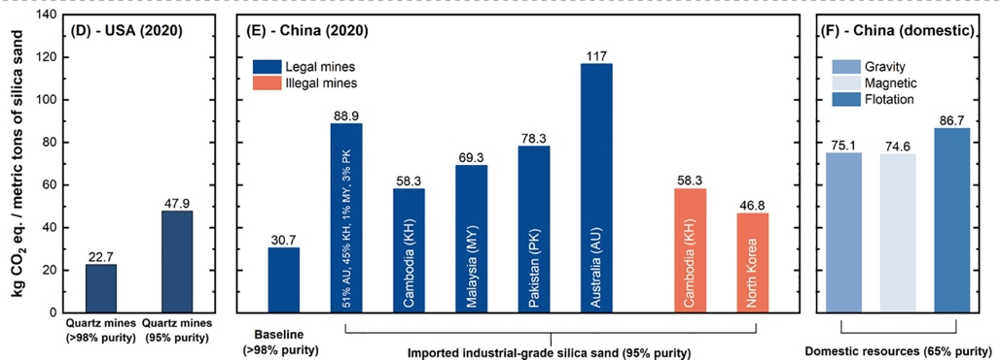 (D) - USA (2020)
(E) - China (2020)
(F) - China (domestic)
kg CO₂ eq. / metric tons of silica sand
140
120
100
80
60
40
20
0
22.7
47.9
Quartz mines
(>98% purity)
Quartz mines
(95% purity)
Legal mines
Illegal mines
30.7
88.9
58.3
69.3
78.3
117
58.3
46.8
51% AU, 45% KH, 1% MY, 3% PK
Cambodia (KH)
Malaysia (MY)
Pakistan (PK)
Australia (AU)
Cambodia (KH)
North Korea
Baseline
(>98% purity)
Imported industrial-grade silica sand (95% purity)
Gravity
Magnetic
Flotation
75.1
74.6
86.7
Domestic resources (65% purity)